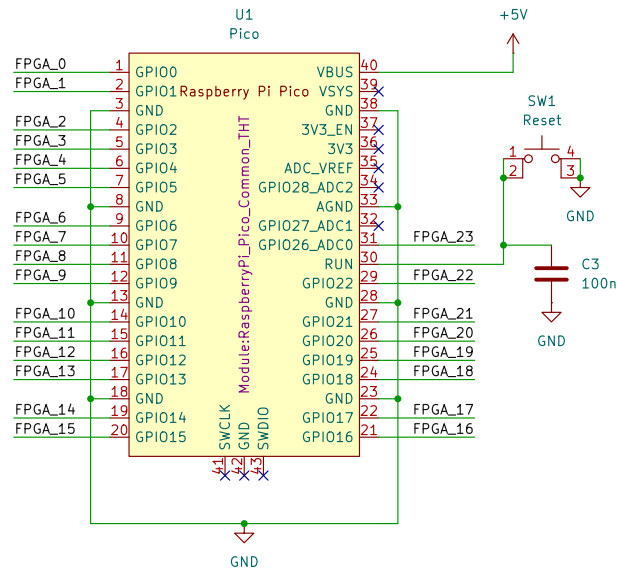 U1
Pico
+5V
FPGA_0 1 GPIO0 VBUS 40
FPGA_1 2 GPIO1 Raspberry Pi Pico VSYS 39
3 GND GND 38
FPGA_2 4 GPIO2 3V3_EN 37
FPGA_3 5 GPIO3 3V3 36
FPGA_4 6 GPIO4 ADC_VREF 35
FPGA_5 7 GPIO5 GPIO28_ADC2 34
8 GND AGND 33
FPGA_6 9 GPIO6 GPIO27_ADC1 32
FPGA_7 10 GPIO7 GPIO26_ADC0 31 FPGA_23
FPGA_8 11 GPIO8 RUN 30
FPGA_9 12 GPIO9 GPIO22 29 FPGA_22
13 GND GND 28
FPGA_10 14 GPIO10 GPIO21 27 FPGA_21
FPGA_11 15 GPIO11 GPIO20 26 FPGA_20
FPGA_12 16 GPIO12 GPIO19 25 FPGA_19
FPGA_13 17 GPIO13 GPIO18 24 FPGA_18
18 GND GND 23
FPGA_14 19 GPIO14 GPIO17 22 FPGA_17
FPGA_15 20 GPIO15 GPIO16 21 FPGA_16
Module:RaspberryPi_Pico_Common_THT
SWCLK
GND
SWDIO
41
42
43
GND
SW1
Reset
1 4
2 3
GND
C3
100n
GND